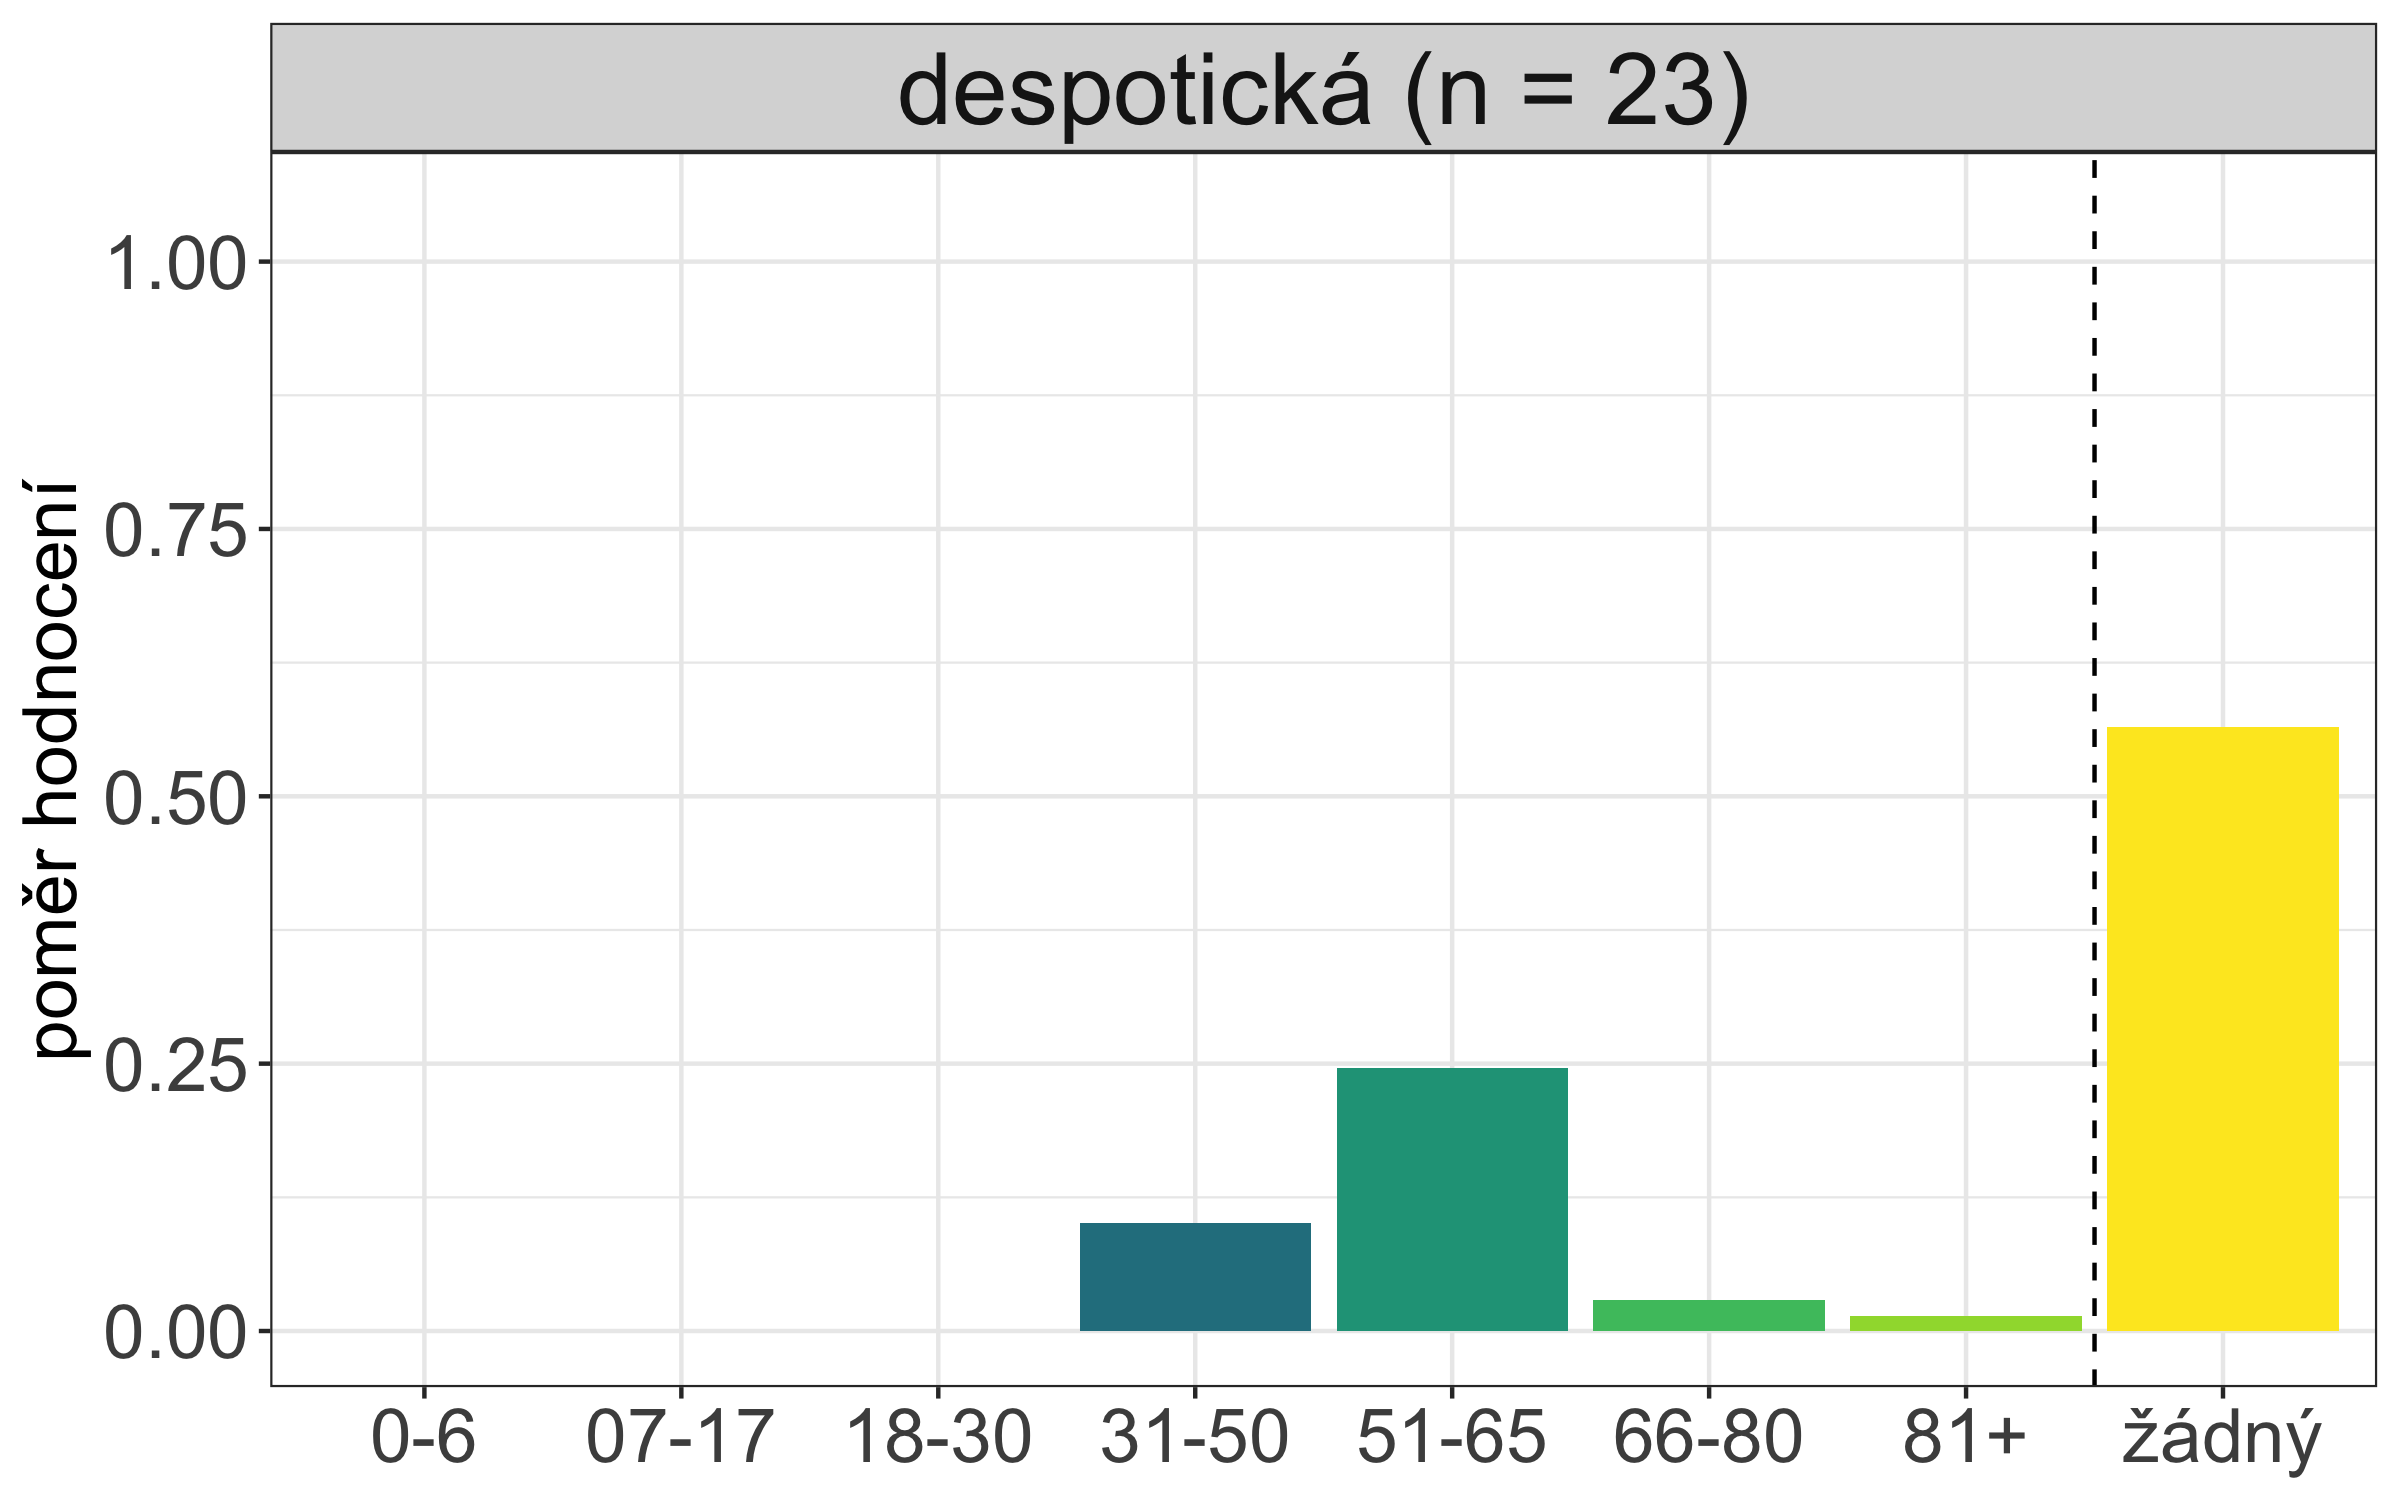 despotická (n = 23)
poměr hodnocení
1.00
0.75
0.50
0.25
0.00
0-6 07-17 18-30 31-50 51-65 66-80 81+ žádný